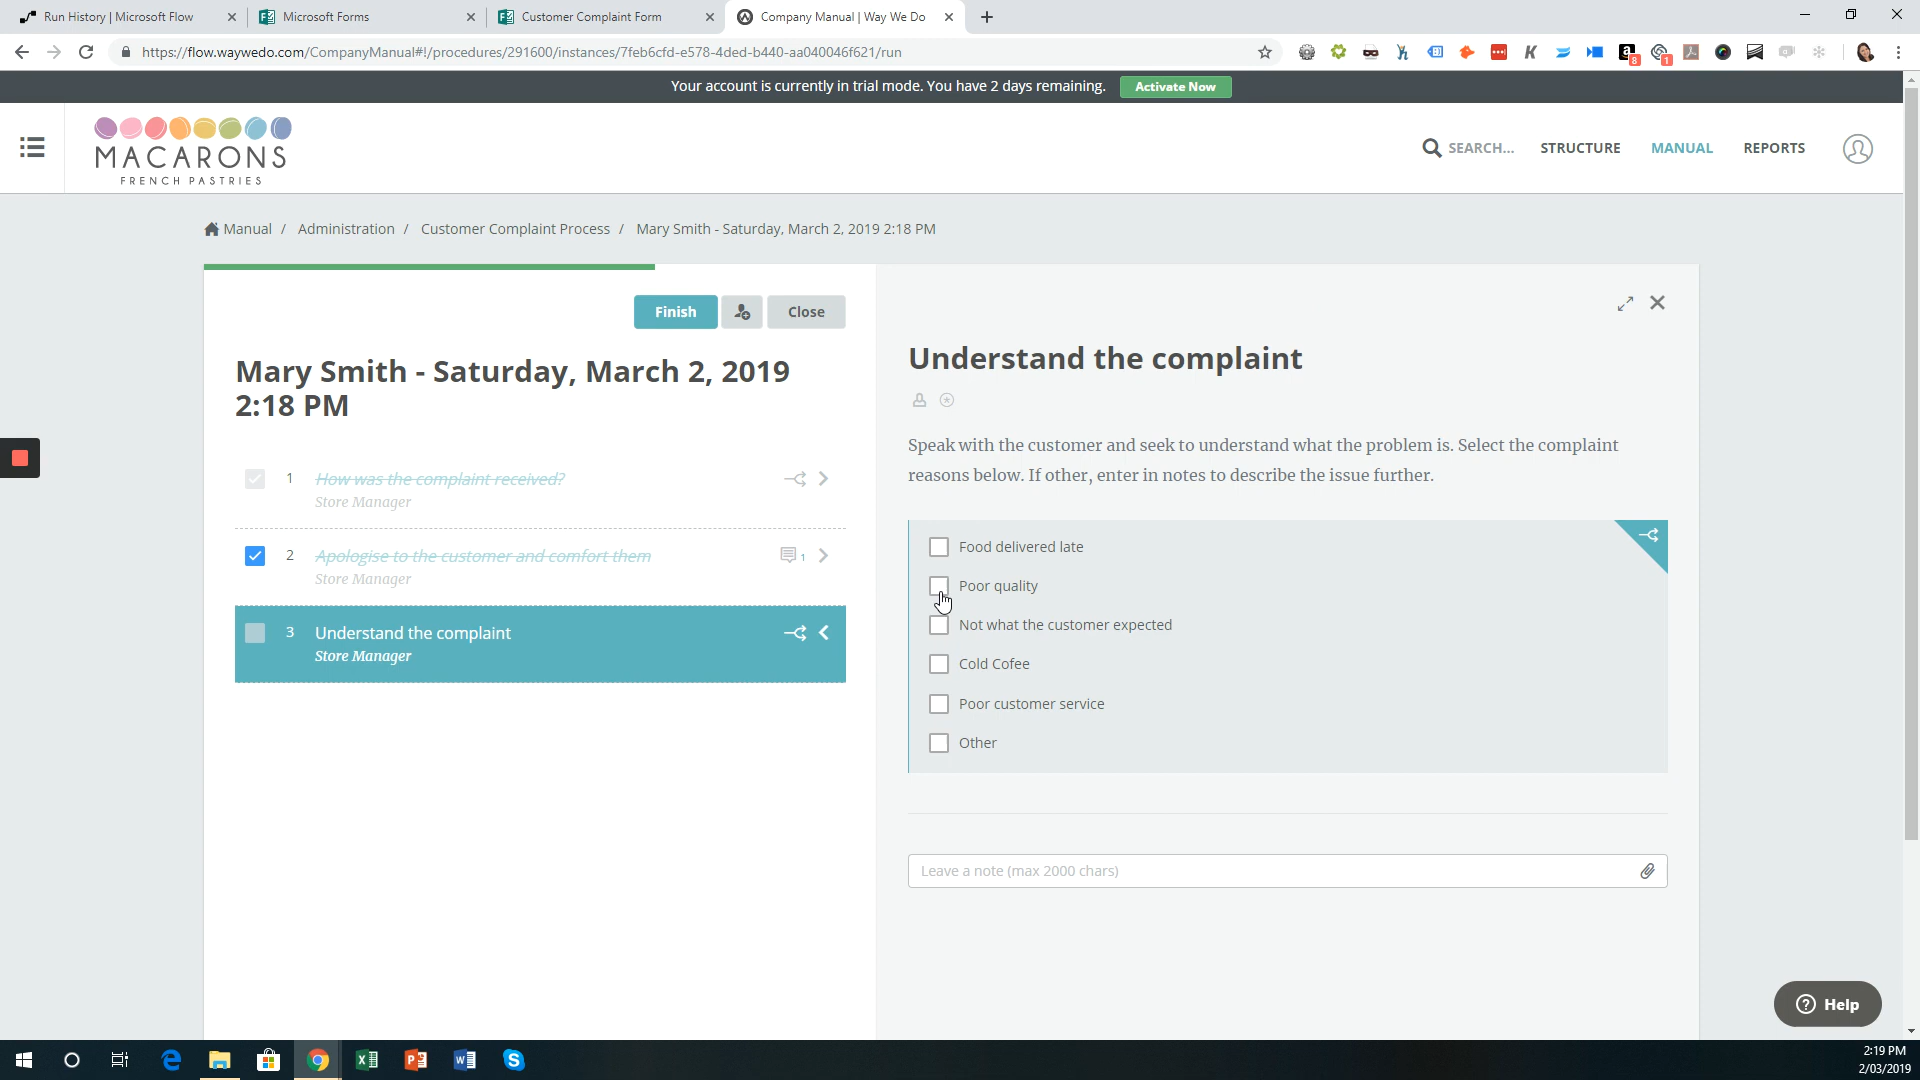 Run History | Microsoft Flow
Microsoft Forms
Customer Complaint Form
Company Manual | Way We Do
https://flow.waywedo.com/CompanyManual#!/procedures/291600/instances/7feb6cfd-e578-4ded-b440-aa040046f621/run
Your account is currently in trial mode. You have 2 days remaining.
Activate Now
MACARONS
FRENCH PASTRIES
SEARCH...
STRUCTURE
MANUAL
REPORTS
Manual / Administration / Customer Complaint Process / Mary Smith - Saturday, March 2, 2019 2:18 PM
Finish
Close
Mary Smith - Saturday, March 2, 2019
2:18 PM
1 How was the complaint received?
Store Manager
2 Apologise to the customer and comfort them 1
Store Manager
3 Understand the complaint
Store Manager
Understand the complaint
Speak with the customer and seek to understand what the problem is. Select the complaint
reasons below. If other, enter in notes to describe the issue further.
Food delivered late
Poor quality
Not what the customer expected
Cold Cofee
Poor customer service
Other
Leave a note (max 2000 chars)
Help
2:19 PM
2/03/2019